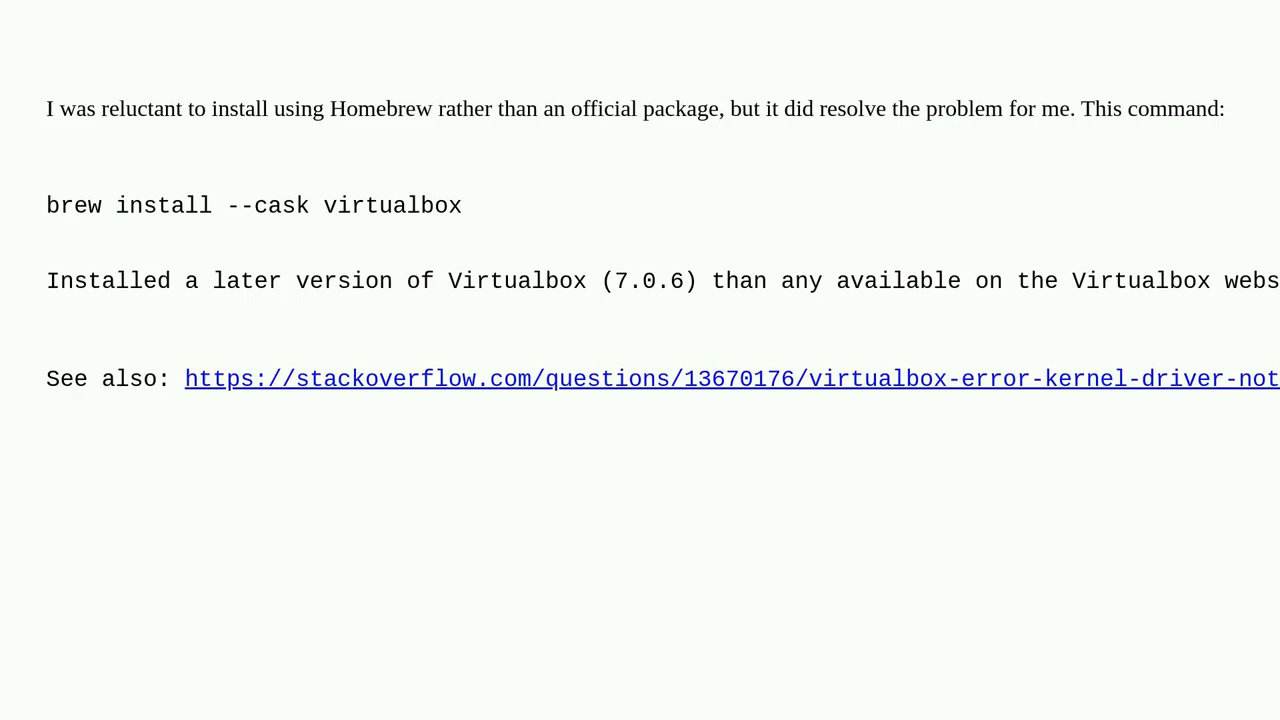 I was reluctant to install using Homebrew rather than an official package, but it did resolve the problem for me. This command:
brew install --cask virtualbox
Installed a later version of Virtualbox (7.0.6) than any available on the Virtualbox webs
See also: https://stackoverflow.com/questions/13670176/virtualbox-error-kernel-driver-not